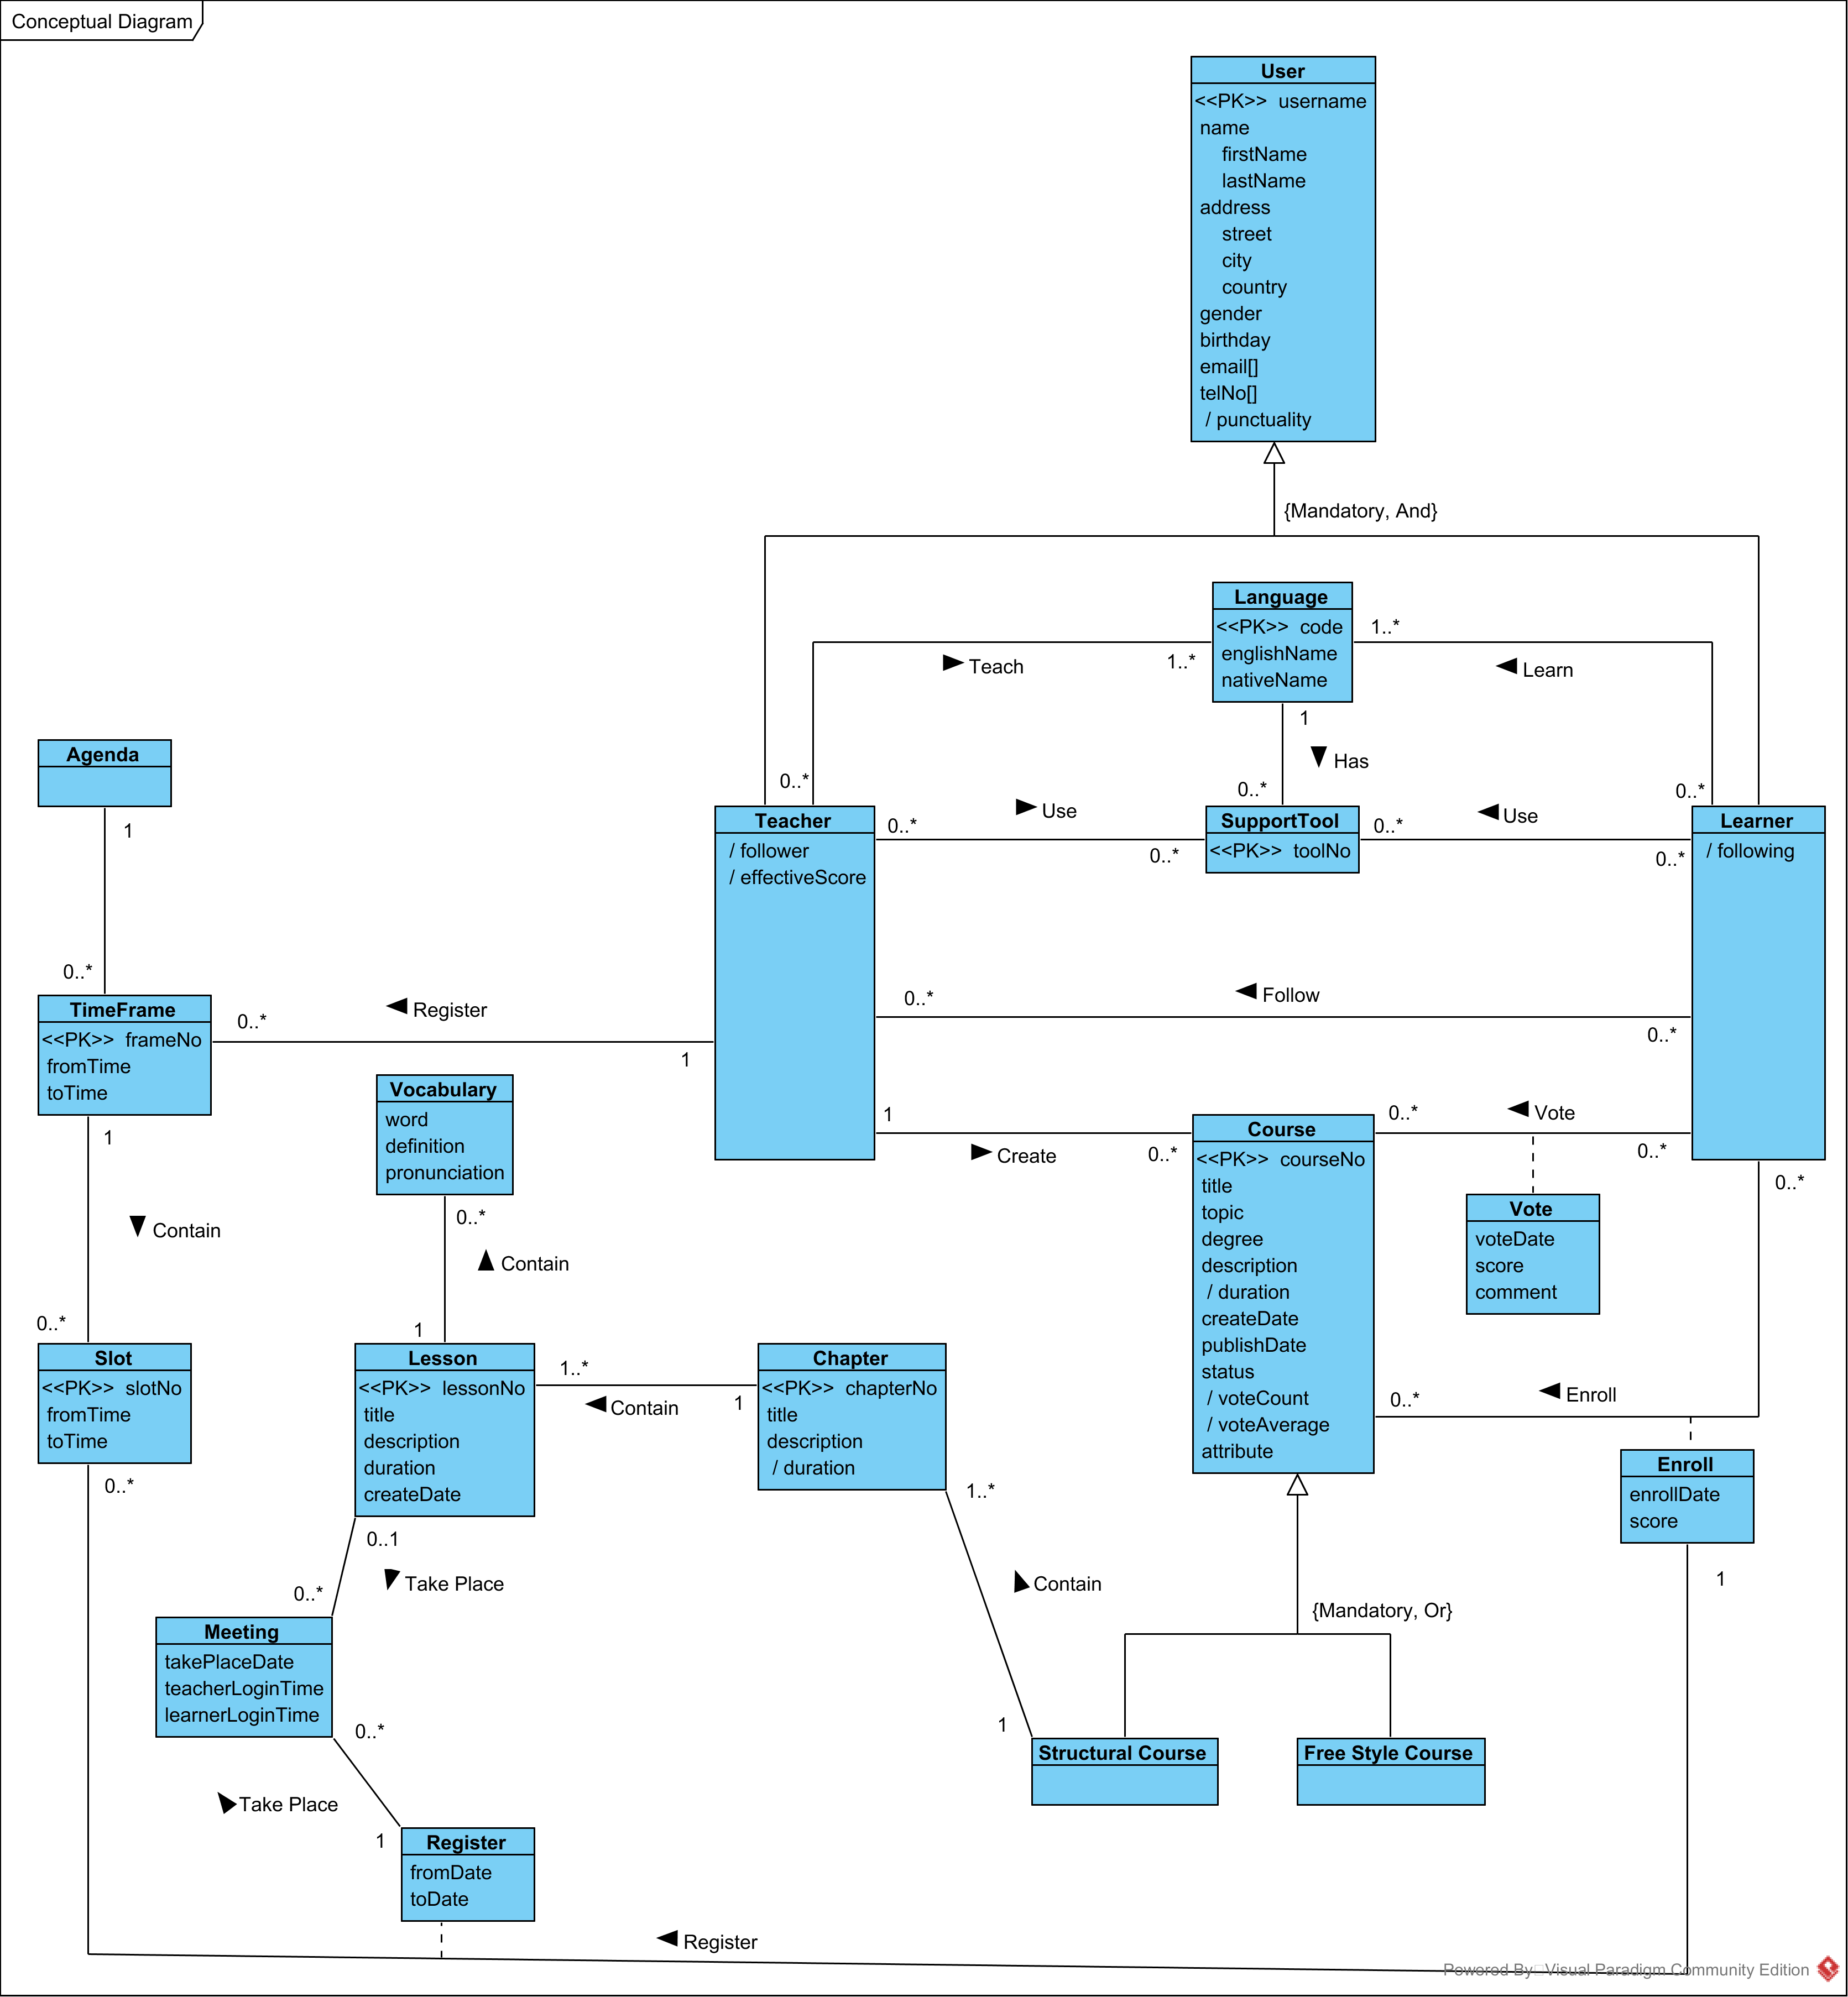 Conceptual Diagram
User
<<PK>> username
name
firstName
lastName
address
street
city
country
gender
birthday
email[]
telNo[]
/ punctuality
{Mandatory, And}
Language
<<PK>> code
englishName
nativeName
1..*
1..*
Teach
Learn
1
Has
0..*
0..*
0..*
Agenda
1
0..*
Teacher
/ follower
/ effectiveScore
0..*
Use
0..*
SupportTool
<<PK>> toolNo
0..*
Use
0..*
Learner
/ following
TimeFrame
<<PK>> frameNo
fromTime
toTime
0..*
Register
1
0..*
Follow
0..*
Vocabulary
word
definition
pronunciation
1
Create
0..*
Course
<<PK>> courseNo
title
topic
degree
description
/ duration
createDate
publishDate
status
/ voteCount
/ voteAverage
attribute
0..*
Vote
0..*
Vote
voteDate
score
comment
0..*
1
Contain
0..*
0..*
Contain
1
Slot
<<PK>> slotNo
fromTime
toTime
0..*
Lesson
<<PK>> lessonNo
title
description
duration
createDate
1..*
Contain
1
Chapter
<<PK>> chapterNo
title
description
/ duration
0..*
Enroll
Enroll
enrollDate
score
1
1..*
Contain
1
0..1
Take Place
0..*
Meeting
takePlaceDate
teacherLoginTime
learnerLoginTime
0..*
Take Place
1
{Mandatory, Or}
Structural Course
Free Style Course
Register
fromDate
toDate
Register
Powered By Visual Paradigm Community Edition